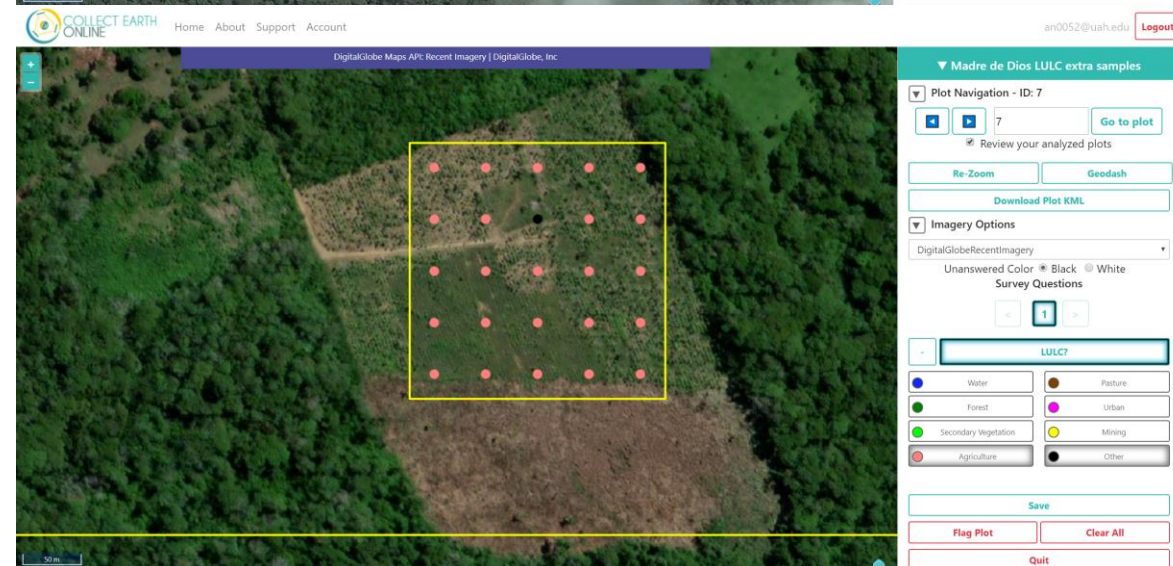 COLLECT EARTH
ONLINE
Home About Support Account
an0052@uah.edu
Logout
+
-
DigitalGlobe Maps API: Recent Imagery | DigitalGlobe, Inc
▼ Madre de Dios LULC extra samples
▼ Plot Navigation - ID: 7
7
Go to plot
Review your analyzed plots
Re-Zoom
Geodash
Download Plot KML
▼ Imagery Options
DigitalGlobeRecentImagery
Unanswered Color Black White
Survey Questions
< 1 >
- LULC?
Water
Pasture
Forest
Urban
Secondary Vegetation
Mining
Agriculture
Other
Save
Flag Plot
Clear All
Quit
50 m